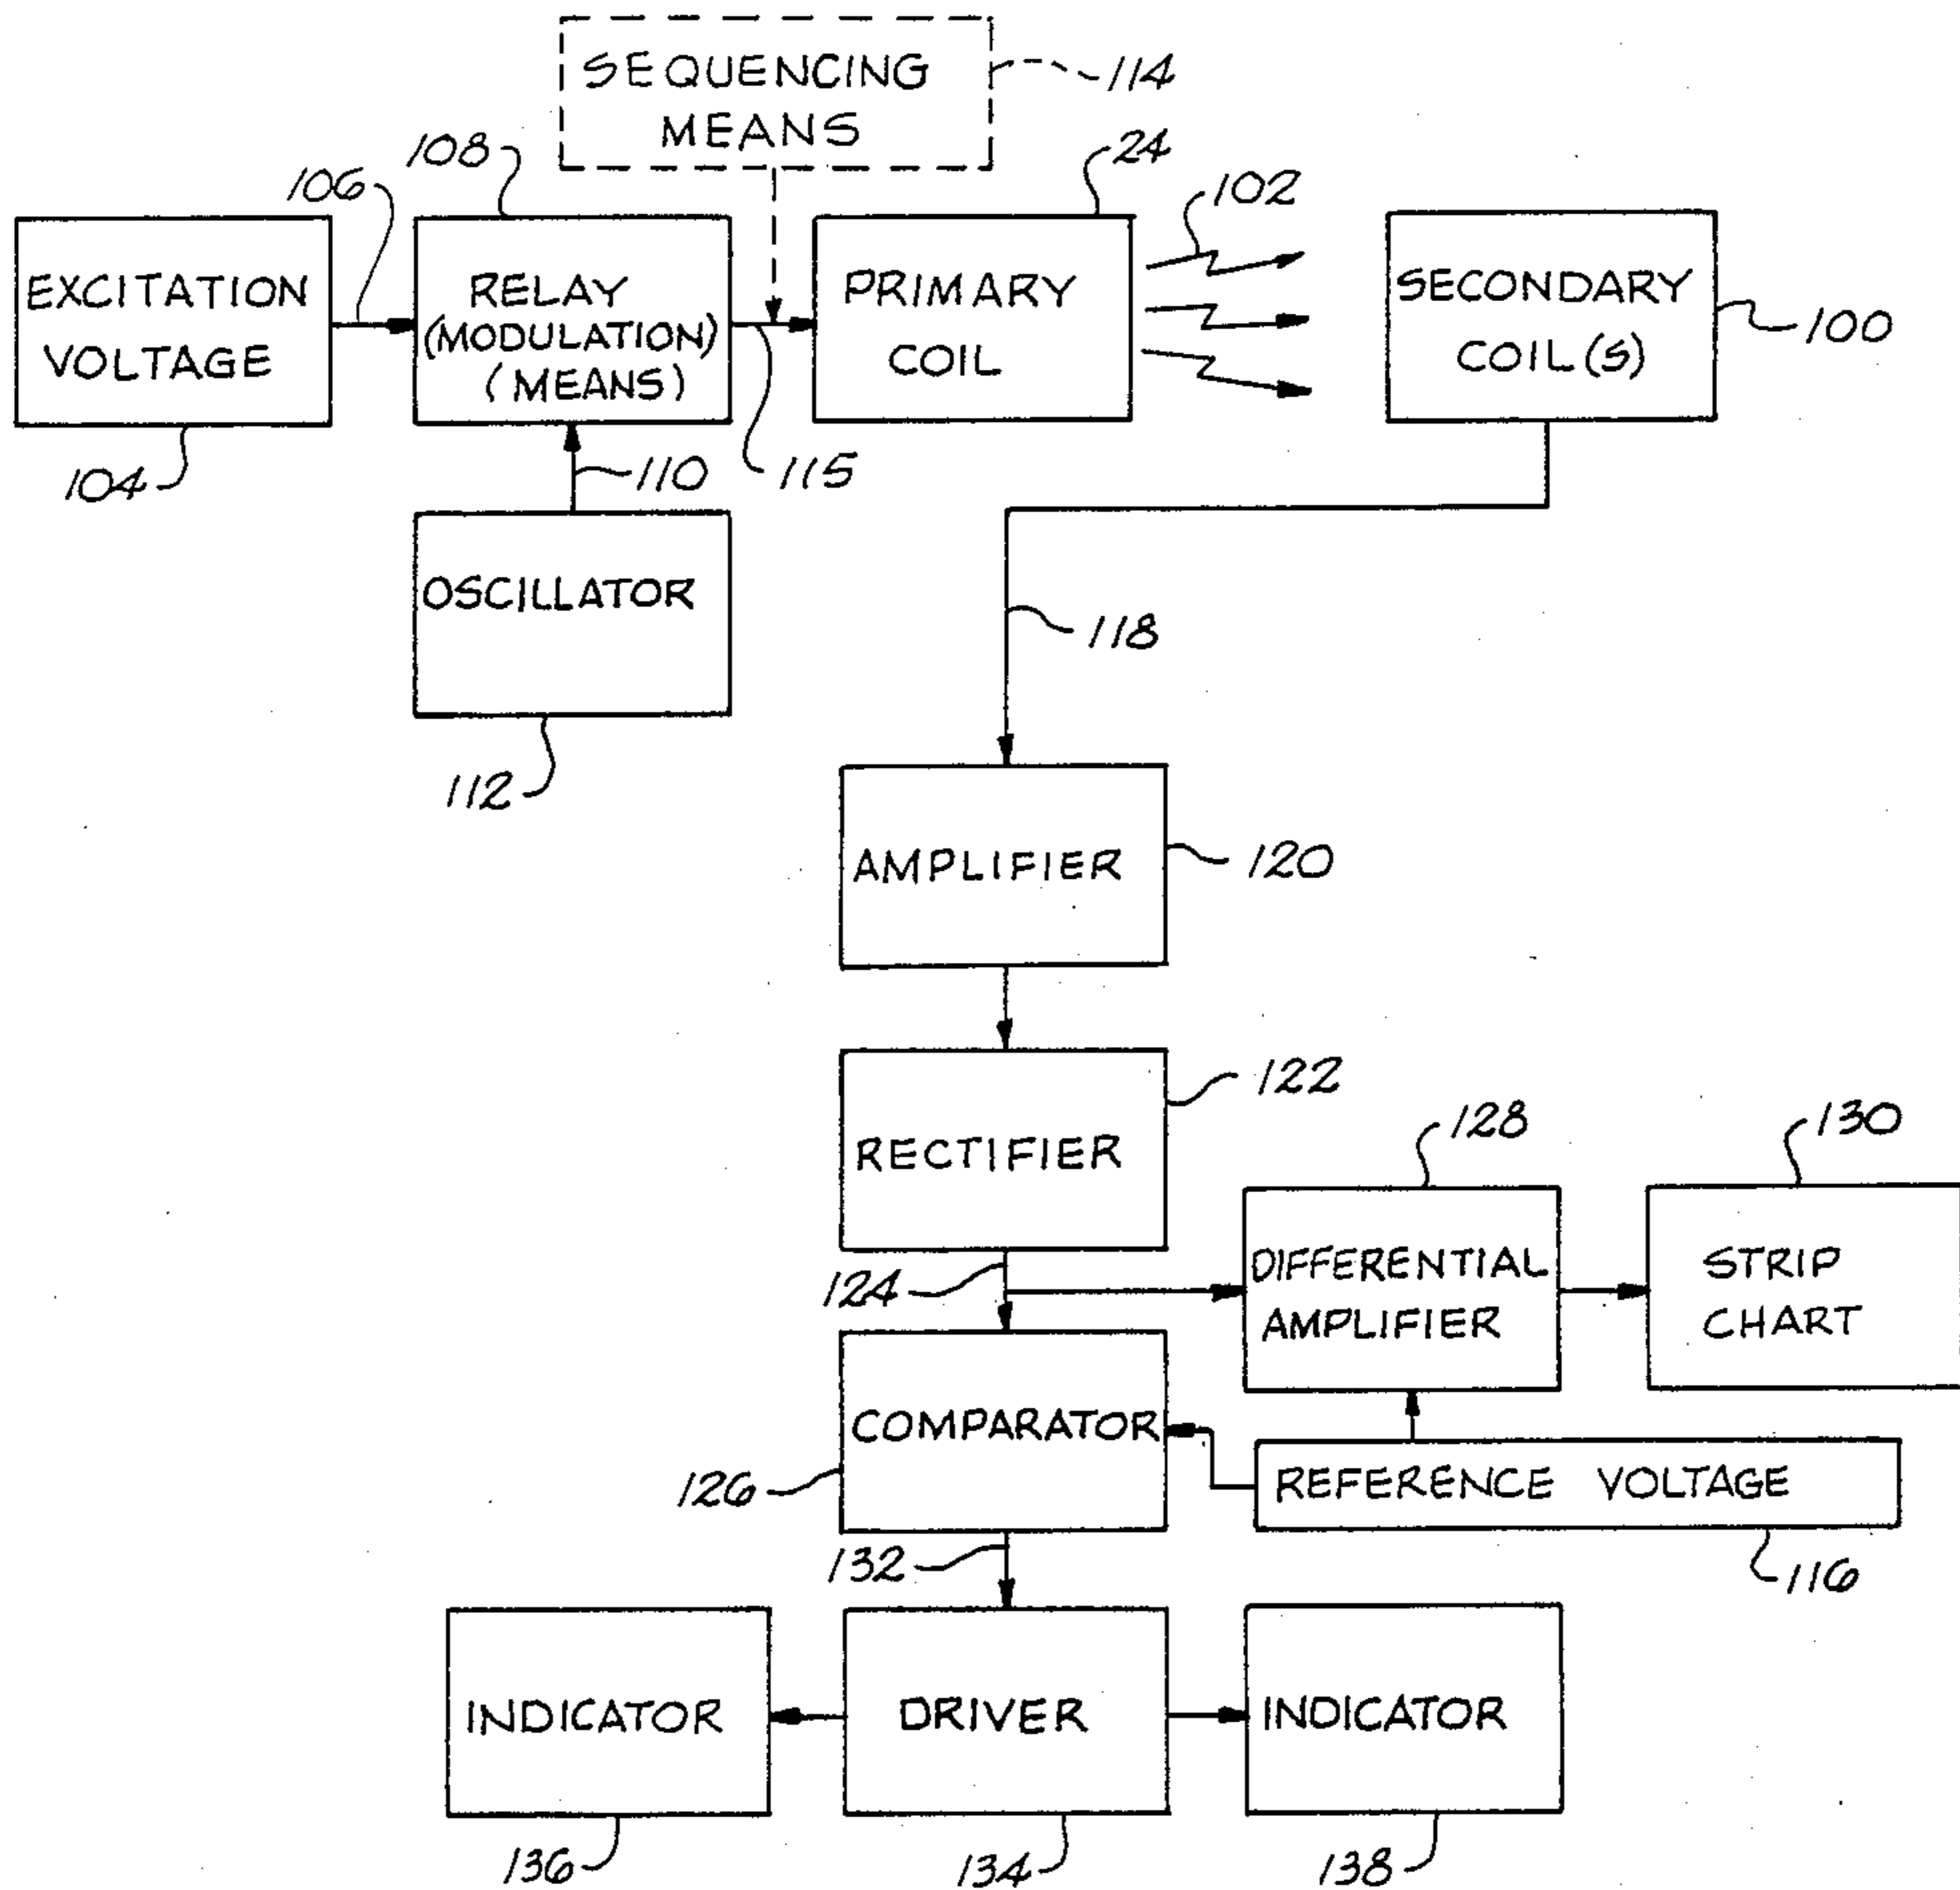 SEQUENCING
MEANS
114
108
24
106
102
EXCITATION
VOLTAGE
RELAY
(MODULATION)
(MEANS)
PRIMARY
COIL
SECONDARY
COIL(S)
100
104
110
115
OSCILLATOR
118
112
AMPLIFIER
120
122
RECTIFIER
128
130
124
DIFFERENTIAL
AMPLIFIER
STRIP
CHART
COMPARATOR
126
REFERENCE VOLTAGE
132
116
INDICATOR
DRIVER
INDICATOR
136
134
138